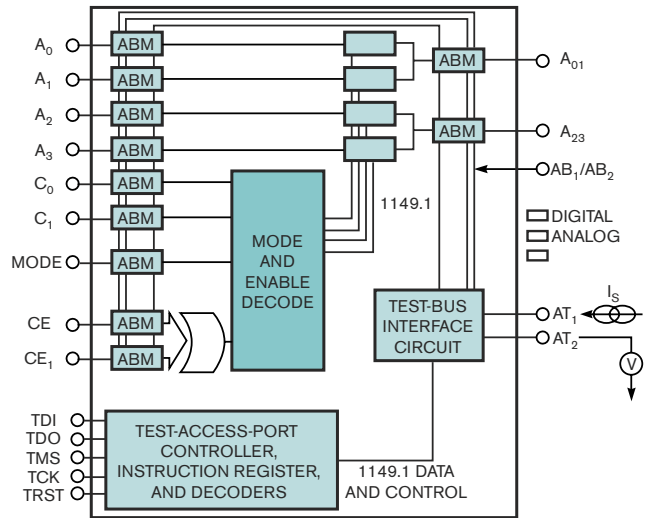 A0
ABM
A1
ABM
A2
ABM
A3
ABM
C0
ABM
C1
ABM
MODE
ABM
CE
ABM
CE1
ABM
MODE
AND
ENABLE
DECODE
ABM
A01
ABM
A23
AB1/AB2
1149.1
DIGITAL
ANALOG
TEST-BUS
INTERFACE
CIRCUIT
IS
AT1
AT2
V
TDI
TDO
TMS
TCK
TRST
TEST-ACCESS-PORT
CONTROLLER,
INSTRUCTION REGISTER,
AND DECODERS
1149.1 DATA
AND CONTROL